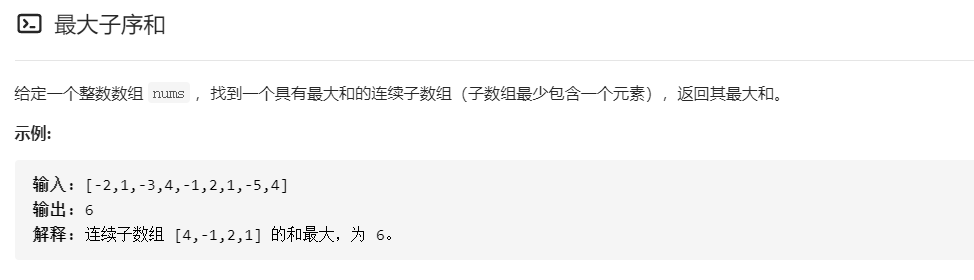 最大子序和
给定一个整数数组 nums ，找到一个具有最大和的连续子数组（子数组最少包含一个元素），返回其最大和。
示例:
输入: [-2,1,-3,4,-1,2,1,-5,4]
输出: 6
解释: 连续子数组 [4,-1,2,1] 的和最大，为 6。